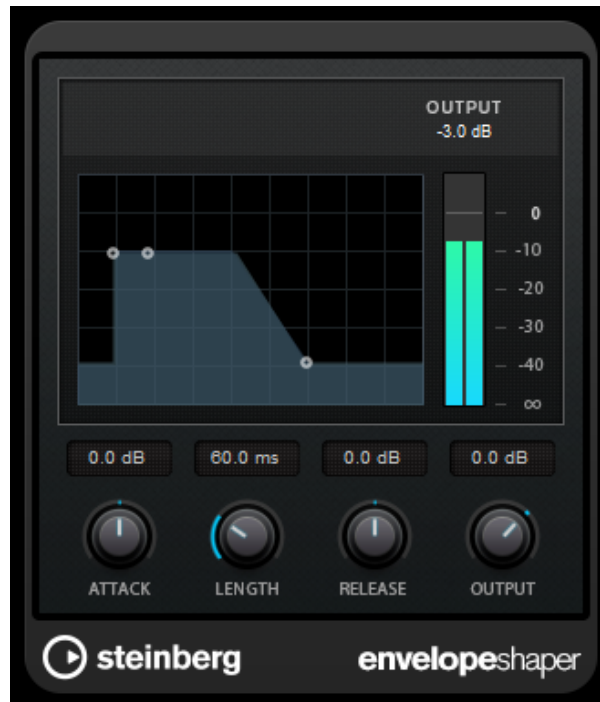 OUTPUT
-3.0 dB
0
-10
-20
-30
-40
∞
0.0 dB 60.0 ms 0.0 dB 0.0 dB
ATTACK LENGTH RELEASE OUTPUT
steinberg envelopeshaper